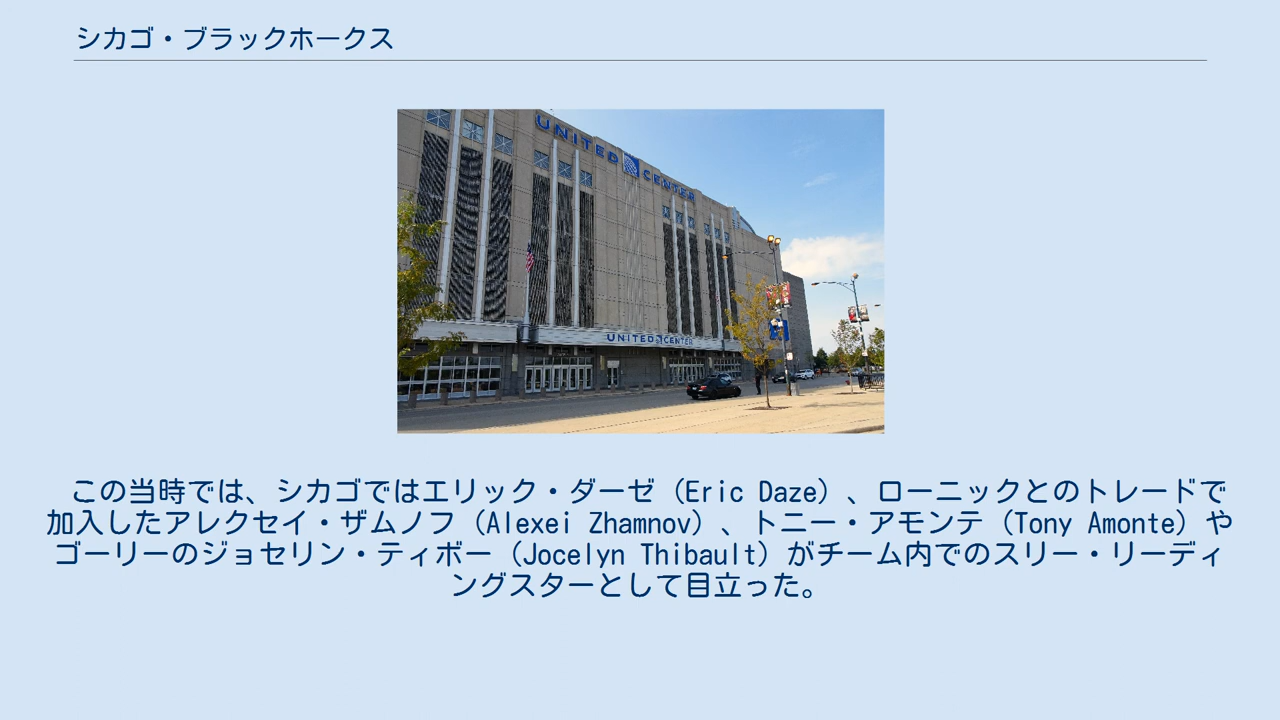 シカゴ・ブラックホークス
UNITED CENTER
UNITED CENTER
この当時では、シカゴではエリック・ダーゼ（Eric Daze）、ローニックとのトレードで
加入したアレクセイ・ザムノフ（Alexei Zhamnov）、トニー・アモンテ（Tony Amonte）や
ゴーリーのジョセリン・ティボー（Jocelyn Thibault）がチーム内でのスリー・リーディ
ングスターとして目立った。